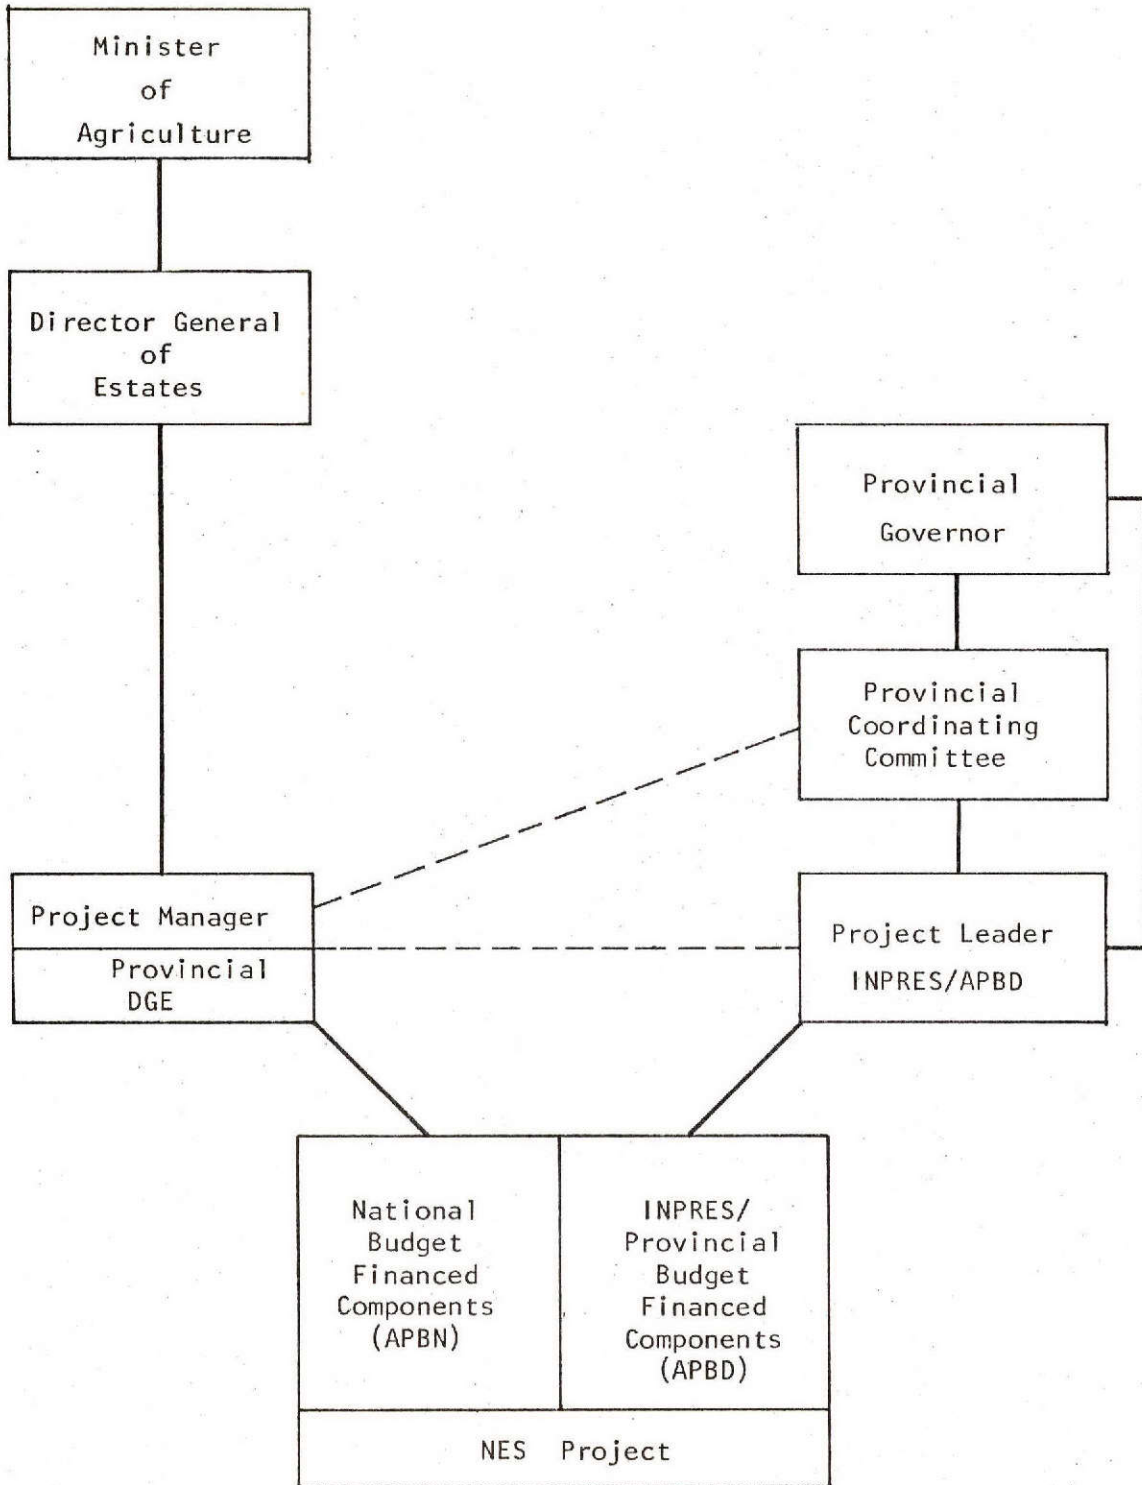 Minister
of
Agriculture
Director General
of
Estates
Provincial
Governor
Provincial
Coordinating
Committee
Project Manager
Provincial
DGE
Project Leader
INPRES/APBD
National
Budget
Financed
Components
(APBN)
INPRES/
Provincial
Budget
Financed
Components
(APBD)
NES Project